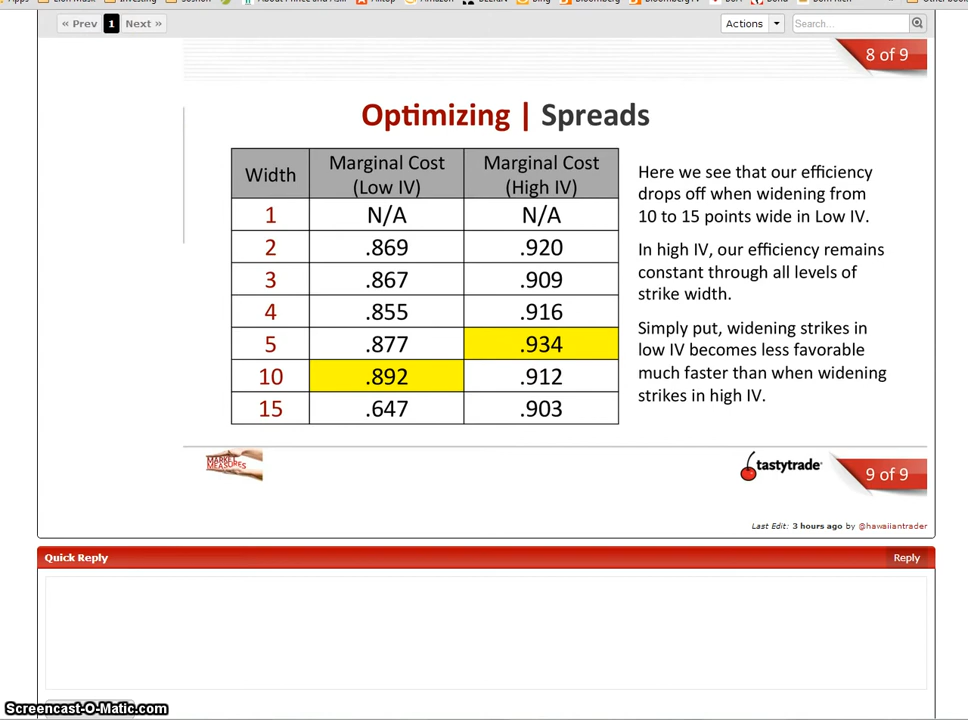 « Prev 1 Next »
Actions
Search...
8 of 9
Optimizing | Spreads
Width Marginal Cost (Low IV) Marginal Cost (High IV)
1 N/A N/A
2 .869 .920
3 .867 .909
4 .855 .916
5 .877 .934
10 .892 .912
15 .647 .903
Here we see that our efficiency
drops off when widening from
10 to 15 points wide in Low IV.
In high IV, our efficiency remains
constant through all levels of
strike width.
Simply put, widening strikes in
low IV becomes less favorable
much faster than when widening
strikes in high IV.
MARKET
MEASURES
tastytrade
9 of 9
Last Edit: 3 hours ago by @hawaiiantrader
Quick Reply
Reply
Screencast-O-Matic.com